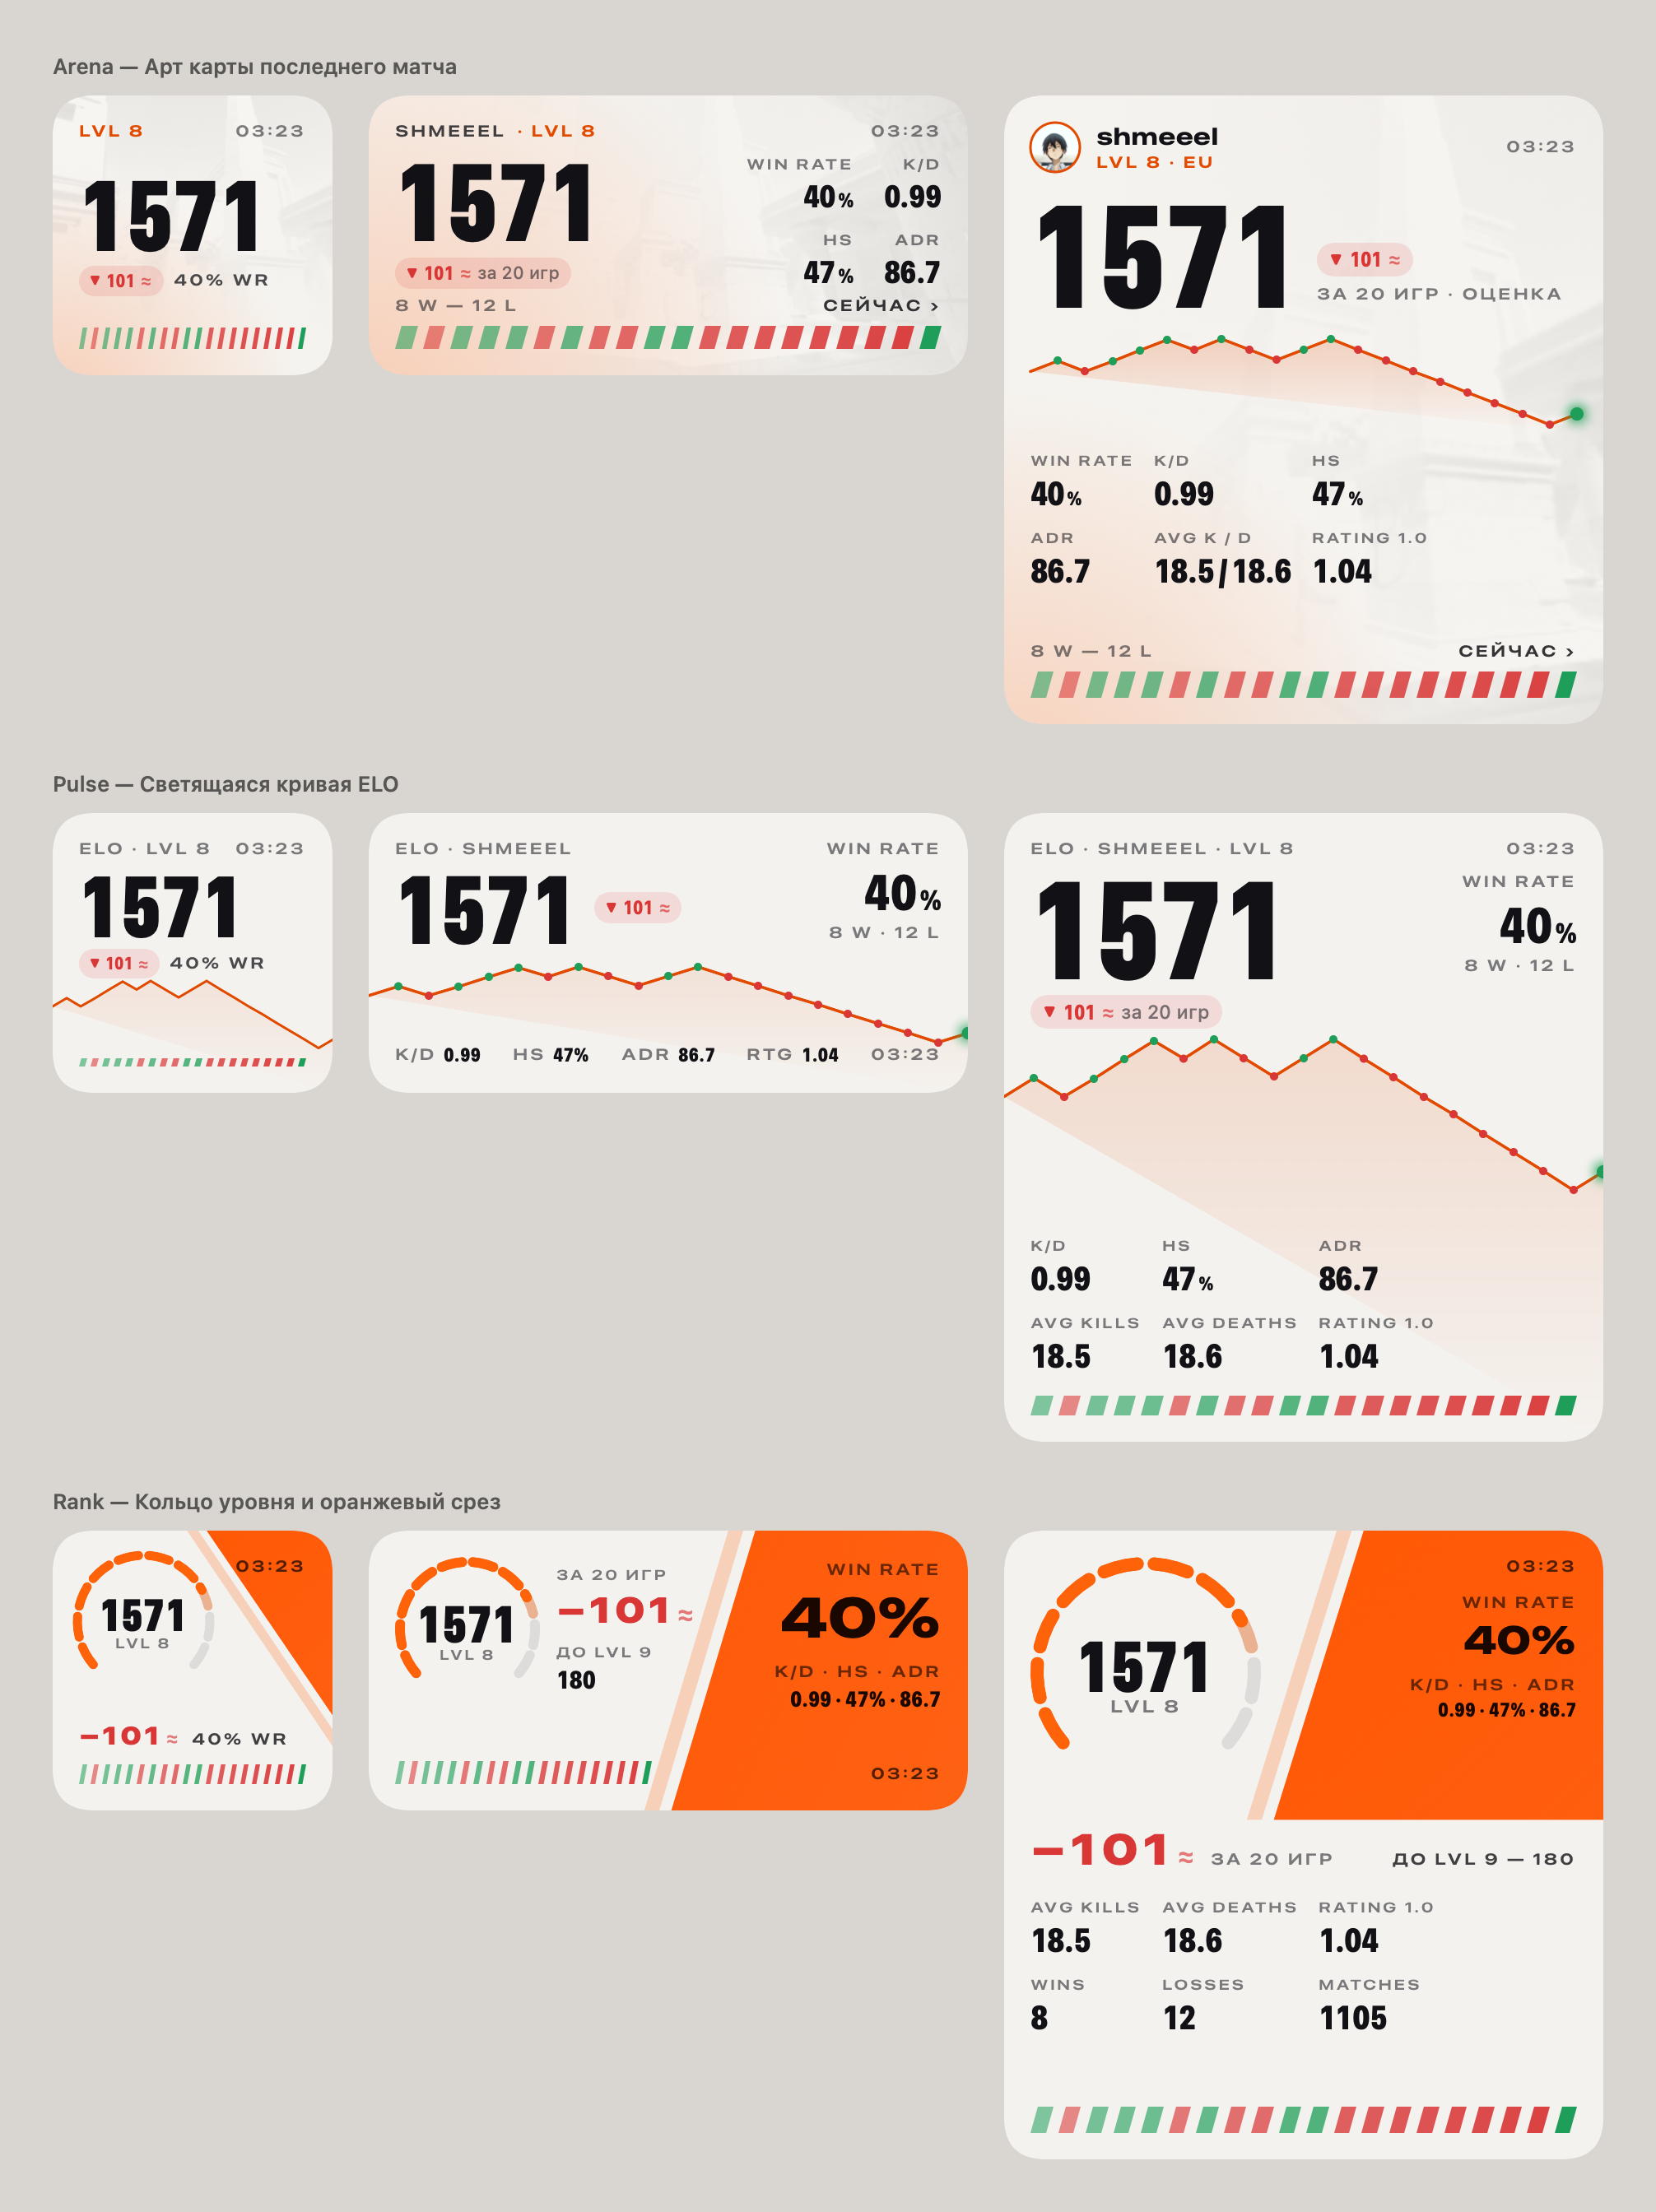 Arena — Арт карты последнего матча
LVL 8 03:23
1571
▼ 101 ≈ 40% WR
SHMEEEL · LVL 8 03:23
1571
WIN RATE K/D
40% 0.99
HS ADR
47% 86.7
▼ 101 ≈ за 20 игр
8 W — 12 L СЕЙЧАС ›
shmeeel
LVL 8 · EU
03:23
1571
▼ 101 ≈
ЗА 20 ИГР · ОЦЕНКА
WIN RATE K/D HS
40% 0.99 47%
ADR AVG K / D RATING 1.0
86.7 18.5/18.6 1.04
8 W — 12 L СЕЙЧАС ›
Pulse — Светящаяся кривая ELO
ELO · LVL 8 03:23
1571
▼ 101 ≈ 40% WR
ELO · SHMEEEL WIN RATE
1571 ▼ 101 ≈ 40%
8 W · 12 L
K/D 0.99 HS 47% ADR 86.7 RTG 1.04 03:23
ELO · SHMEEEL · LVL 8 03:23
1571
WIN RATE
40%
8 W · 12 L
▼ 101 ≈ за 20 игр
K/D HS ADR
0.99 47% 86.7
AVG KILLS AVG DEATHS RATING 1.0
18.5 18.6 1.04
Rank — Кольцо уровня и оранжевый срез
03:23
1571
LVL 8
−101 ≈ 40% WR
1571
LVL 8
ЗА 20 ИГР
−101 ≈
ДО LVL 9
180
WIN RATE
40%
K/D · HS · ADR
0.99 · 47% · 86.7
03:23
1571
LVL 8
03:23
WIN RATE
40%
K/D · HS · ADR
0.99 · 47% · 86.7
−101 ≈ ЗА 20 ИГР ДО LVL 9 — 180
AVG KILLS AVG DEATHS RATING 1.0
18.5 18.6 1.04
WINS LOSSES MATCHES
8 12 1105